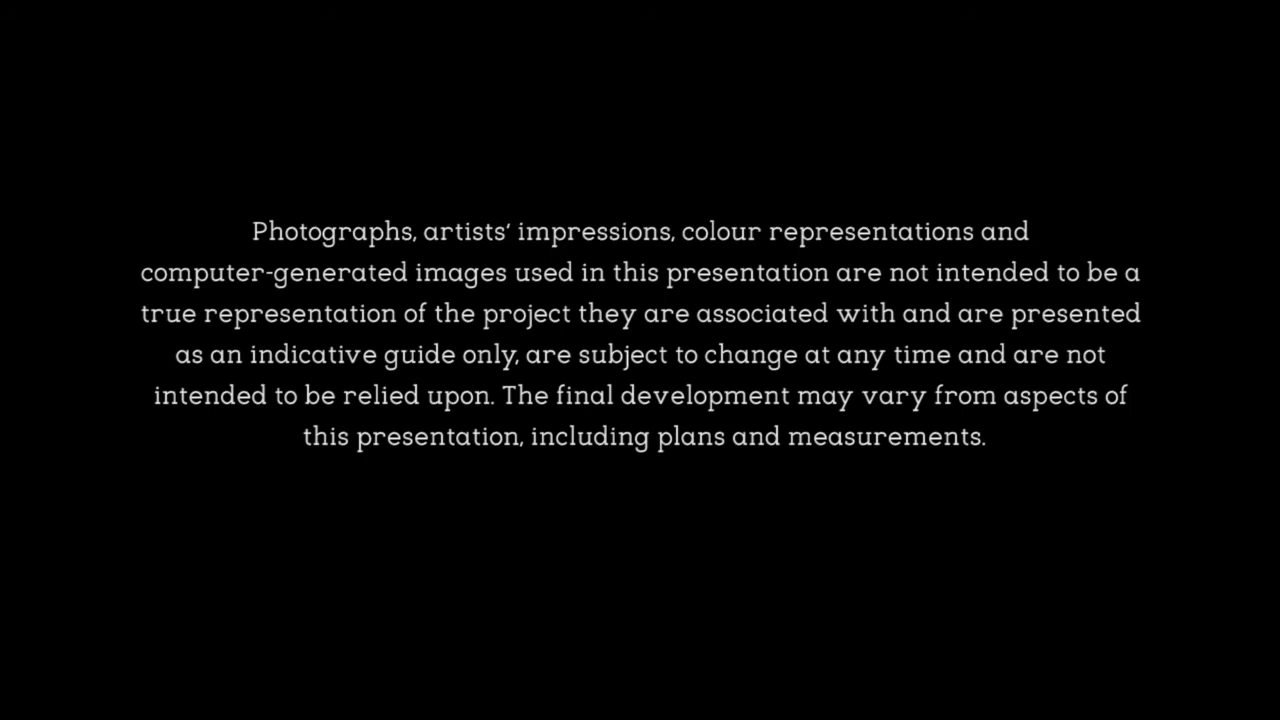 Photographs, artists’ impressions, colour representations and
computer-generated images used in this presentation are not intended to be a
true representation of the project they are associated with and are presented
as an indicative guide only, are subject to change at any time and are not
intended to be relied upon. The final development may vary from aspects of
this presentation, including plans and measurements.